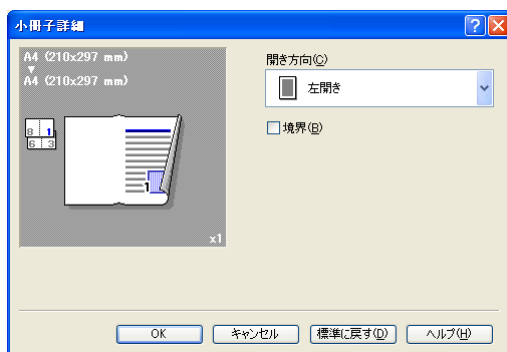 小冊子詳細
A4 (210x297 mm)
A4 (210x297 mm)
8 1
6 3
1
x1
開き方向(C)
左開き
境界(B)
OK
キャンセル
標準に戻す(D)
ヘルプ(H)